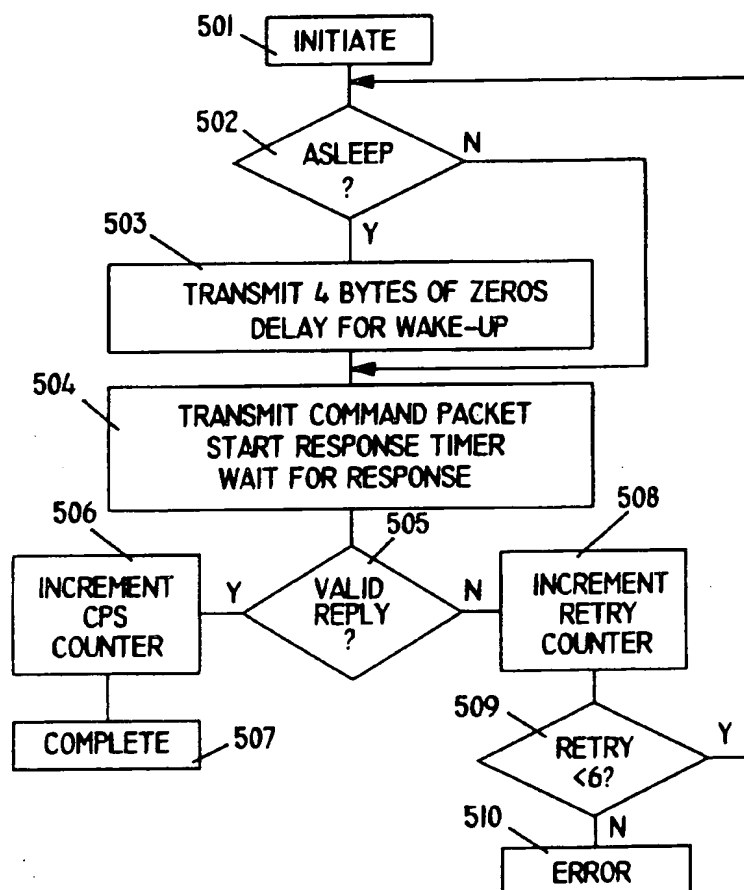 501
INITIATE
502
ASLEEP
?
N
Y
503
TRANSMIT 4 BYTES OF ZEROS
DELAY FOR WAKE-UP
504
TRANSMIT COMMAND PACKET
START RESPONSE TIMER
WAIT FOR RESPONSE
505
VALID
REPLY
?
Y
N
506
INCREMENT
CPS
COUNTER
COMPLETE
507
508
INCREMENT
RETRY
COUNTER
509
RETRY
<6?
Y
N
510
ERROR